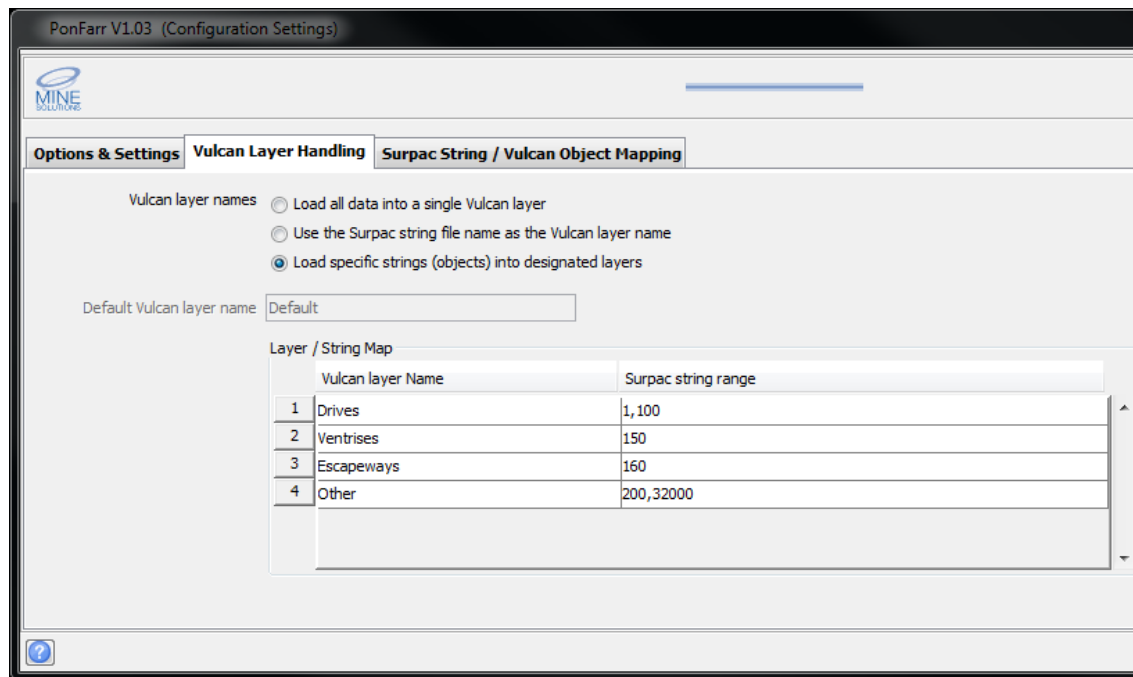 PonFarr V1.03 (Configuration Settings)
MINE
SOLUTIONS
Options & Settings Vulcan Layer Handling Surpac String / Vulcan Object Mapping
Vulcan layer names Load all data into a single Vulcan layer
Use the Surpac string file name as the Vulcan layer name
Load specific strings (objects) into designated layers
Default Vulcan layer name Default
Layer / String Map
Vulcan layer Name Surpac string range
1 Drives 1,100
2 Ventrises 150
3 Escapeways 160
4 Other 200,32000
?